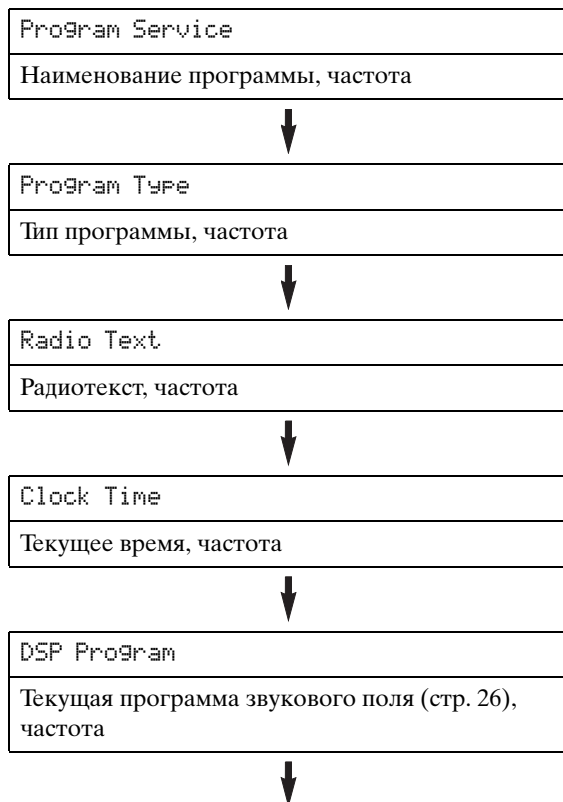 Program Service
Наименование программы, частота
Program Type
Тип программы, частота
Radio Text
Радиотекст, частота
Clock Time
Текущее время, частота
DSP Program
Текущая программа звукового поля (стр. 26),
частота